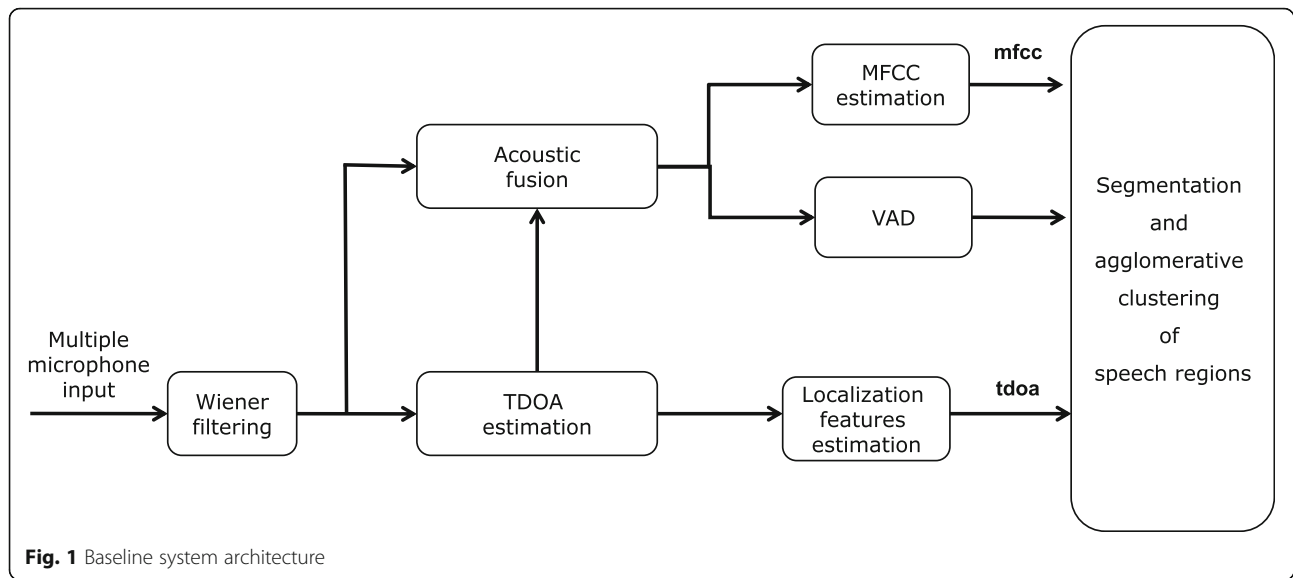 mfcc
MFCC
estimation
Acoustic
fusion
VAD
Segmentation
and
agglomerative
clustering
of
speech regions
Multiple
microphone
input
Wiener
filtering
TDOA
estimation
Localization
features
estimation
tdoa
Fig. 1 Baseline system architecture